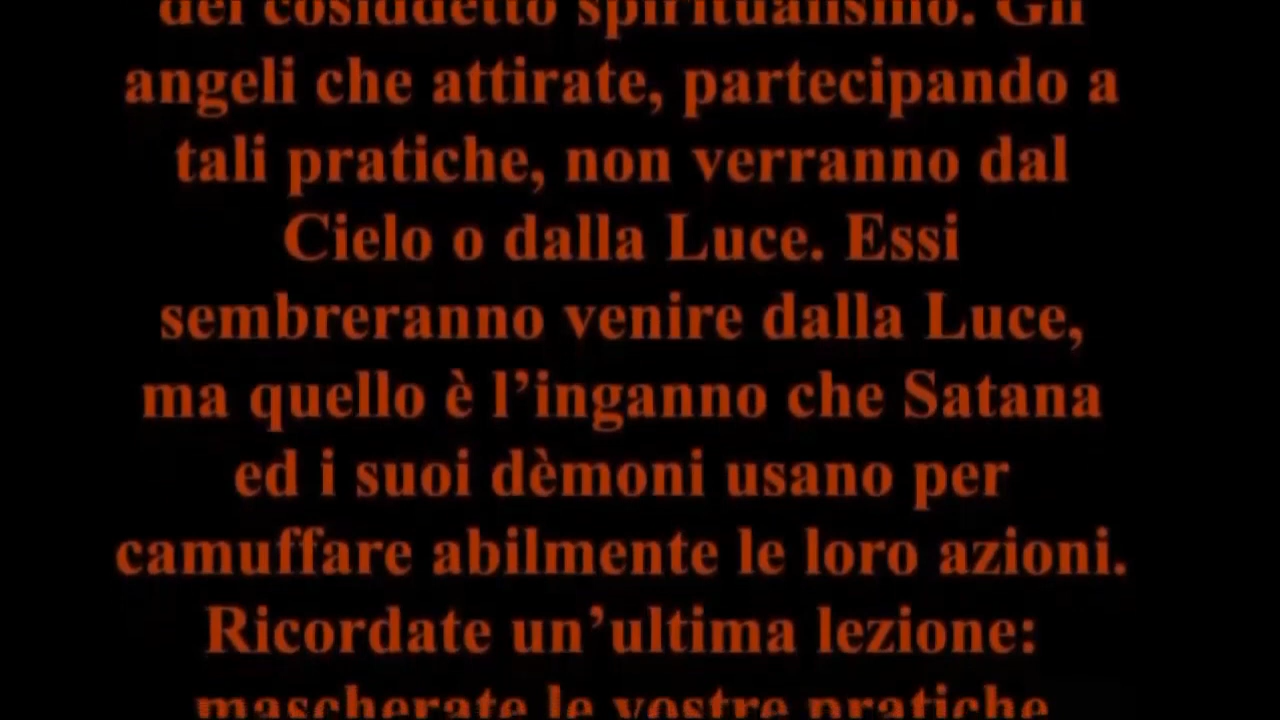 del cosiddetto spiritualismo. Gli
angeli che attirate, partecipando a
tali pratiche, non verranno dal
Cielo o dalla Luce. Essi
sembreranno venire dalla Luce,
ma quello è l’inganno che Satana
ed i suoi dèmoni usano per
camuffare abilmente le loro azioni.
Ricordate un’ultima lezione:
mascherate le vostre pratiche